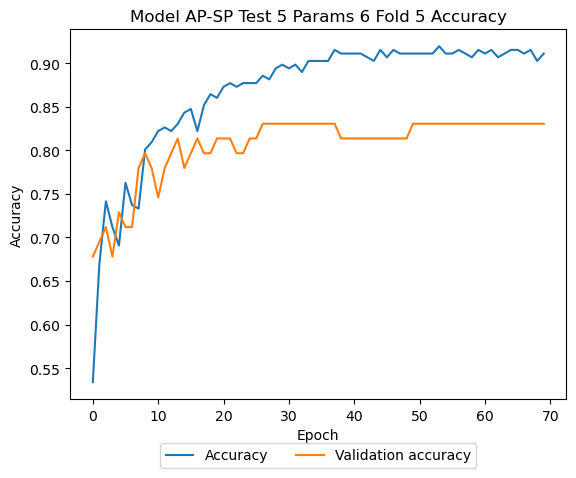 Model AP-SP Test 5 Params 6 Fold 5 Accuracy
Accuracy
0.90
0.85
0.80
0.75
0.70
0.65
0.60
0.55
0 10 20 30 40 50 60 70
Epoch
Accuracy Validation accuracy